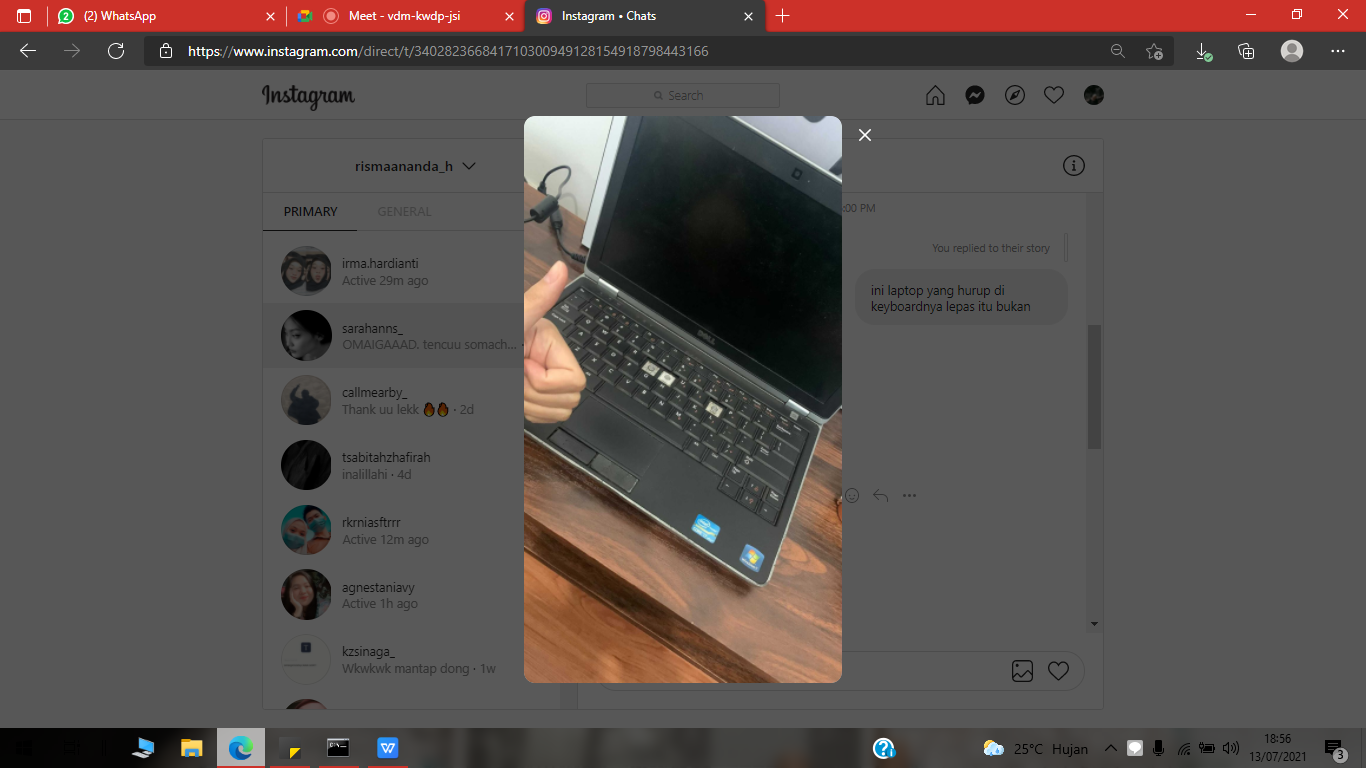 (2) WhatsApp
Meet - vdm-kwdp-jsi
Instagram • Chats
https://www.instagram.com/direct/t/340282366841710300949128154918798443166
Instagram
Search
rismaananda_h
PRIMARY
GENERAL
irma.hardianti
Active 29m ago
sarahanns_
OMAIGAAAD. tencuu somach...
callmearby_
Thank uu lekk 🔥🔥 · 2d
tsabitahzhafirah
inalillahi · 4d
rkrniasftrrr
Active 12m ago
agnestaniavy
Active 1h ago
kzsinaga_
Wkwkwk mantap dong · 1w
:00 PM
You replied to their story
ini laptop yang hurup di
keyboardnya lepas itu bukan
DELL
25°C Hujan
18:56
13/07/2021
3